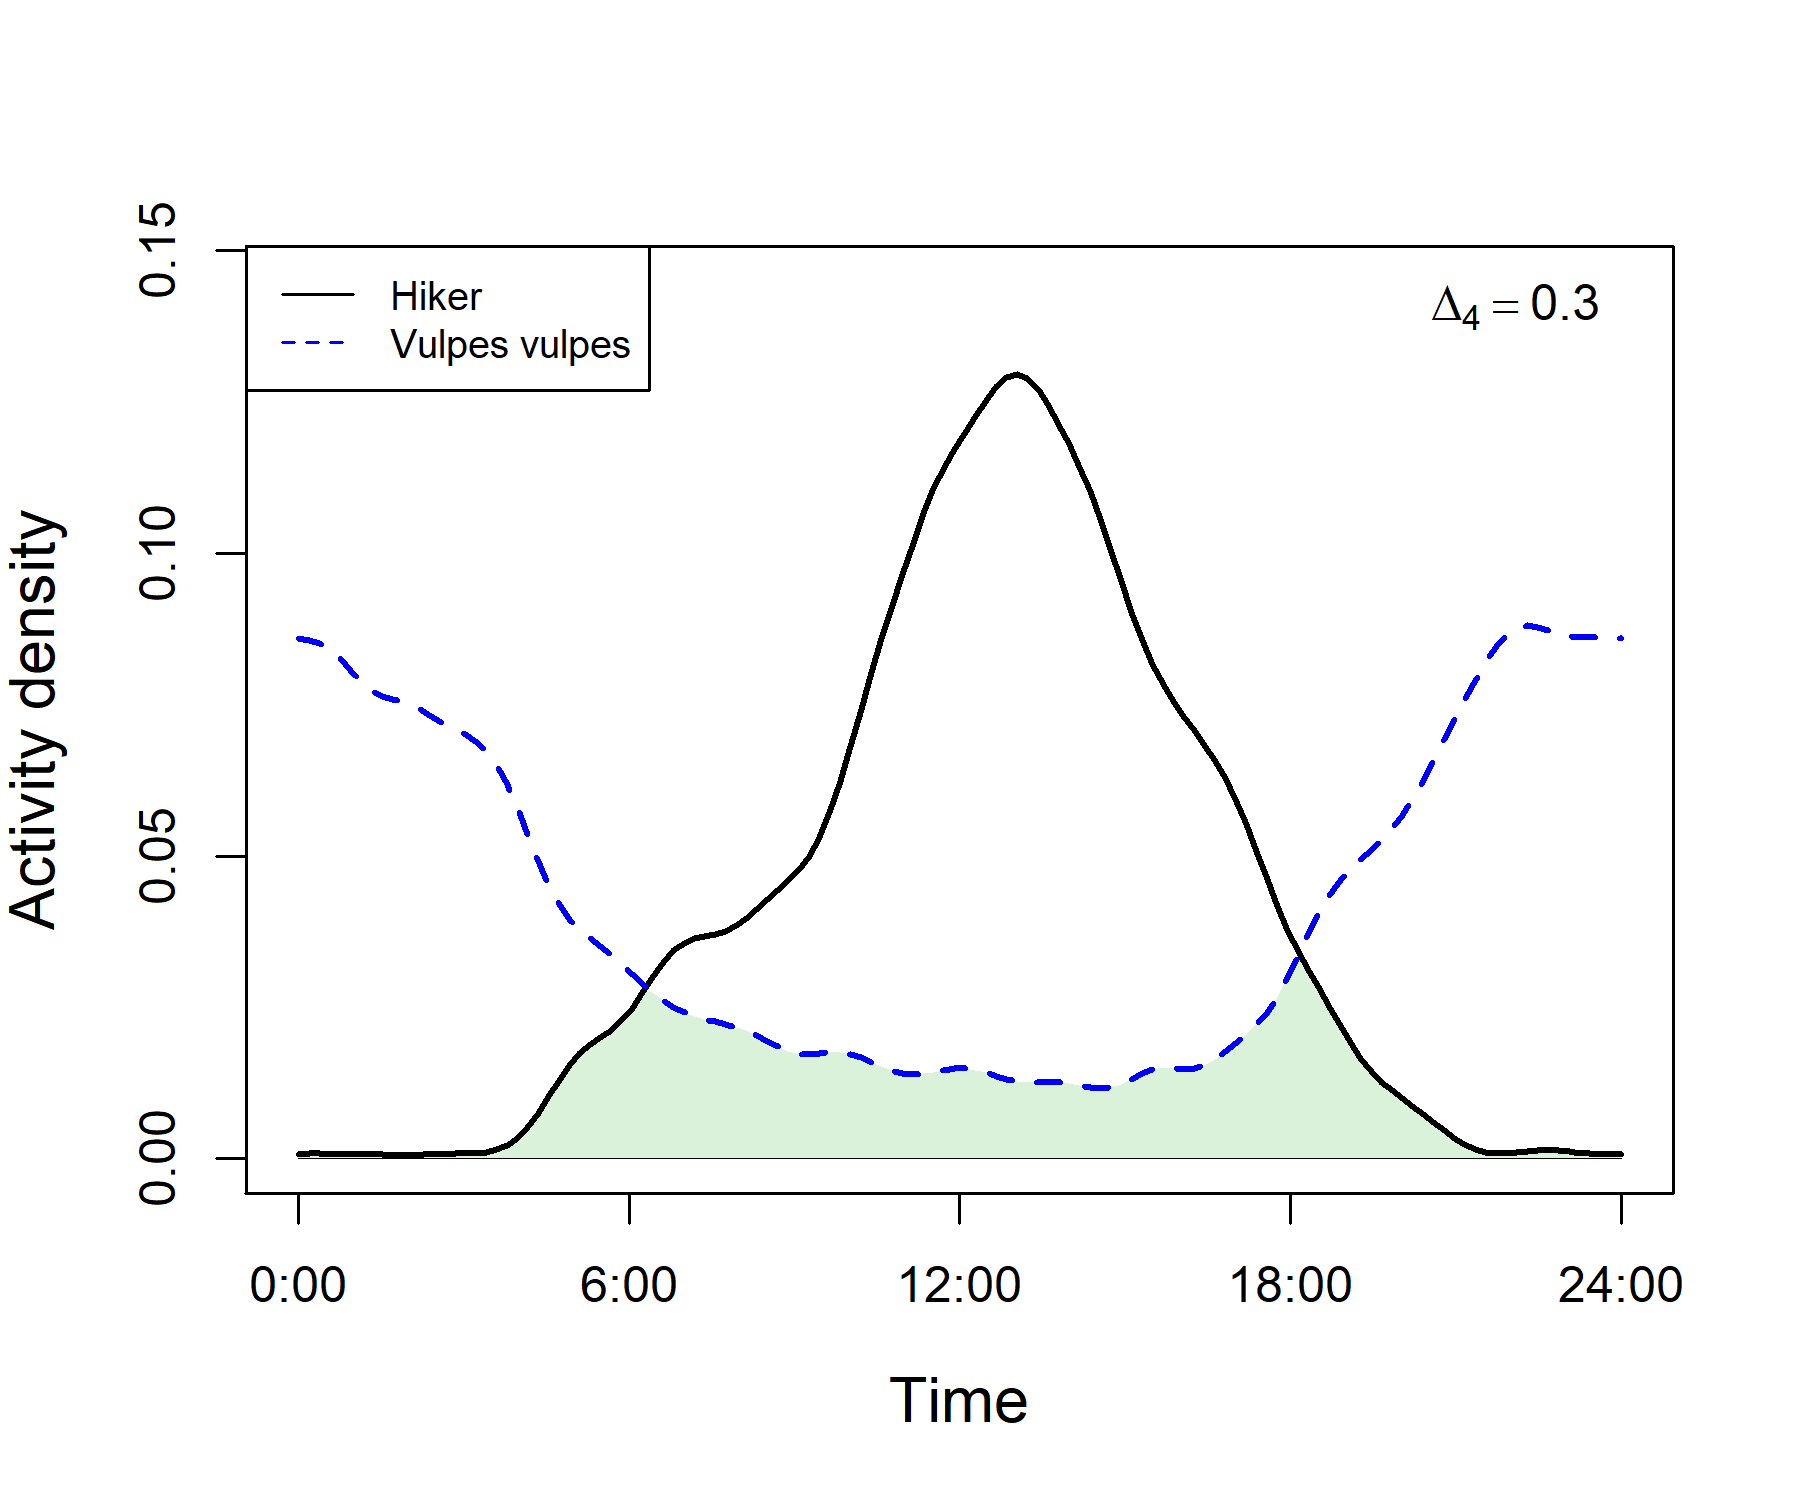 0.15
Hiker
Vulpes vulpes
Δ4 = 0.3
0.10
Activity density
0.05
0.00
0:00 6:00 12:00 18:00 24:00
Time